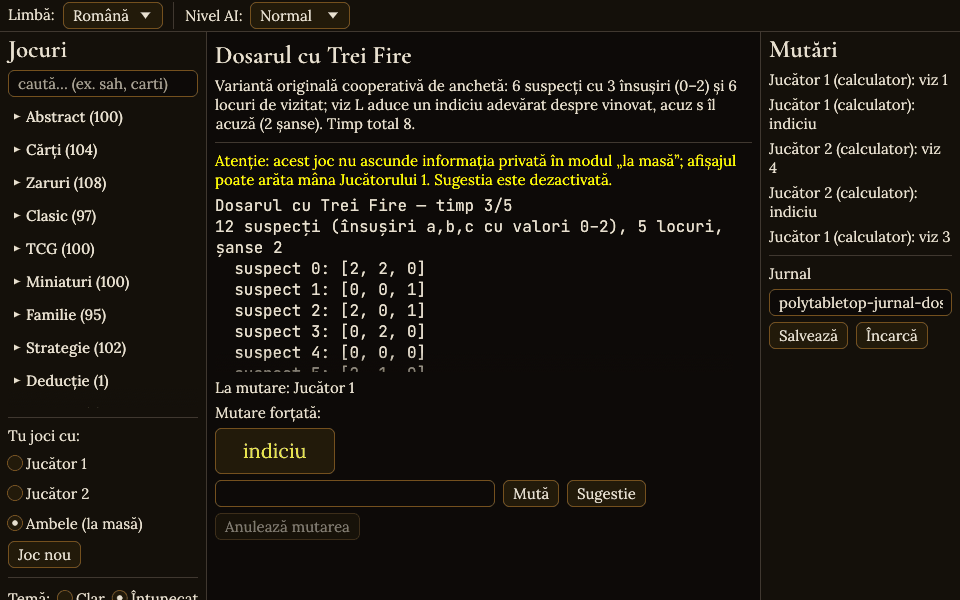 Limbă: Română ▼ Nivel AI: Normal ▼
Jocuri
caută... (ex. sah, carti)
▸ Abstract (100)
▸ Cărți (104)
▸ Zaruri (108)
▸ Clasic (97)
▸ TCG (100)
▸ Miniaturi (100)
▸ Familie (95)
▸ Strategie (102)
▸ Deducție (1)
Tu joci cu:
Jucător 1
Jucător 2
Ambele (la masă)
Joc nou
Temă: Clar Întunecat
Dosarul cu Trei Fire
Variantă originală cooperativă de anchetă: 6 suspecți cu 3 însușiri (0–2) și 6
locuri de vizitat; viz L aduce un indiciu adevărat despre vinovat, acuz s îl
acuză (2 șanse). Timp total 8.
Atenție: acest joc nu ascunde informația privată în modul „la masă”; afișajul
poate arăta mâna Jucătorului 1. Sugestia este dezactivată.
Dosarul cu Trei Fire — timp 3/5
12 suspecți (însușiri a,b,c cu valori 0–2), 5 locuri,
șanse 2
suspect 0: [2, 2, 0]
suspect 1: [0, 0, 1]
suspect 2: [2, 0, 1]
suspect 3: [0, 2, 0]
suspect 4: [0, 0, 0]
La mutare: Jucător 1
Mutare forțată:
indiciu
Mută Sugestie
Anulează mutarea
Mutări
Jucător 1 (calculator): viz 1
Jucător 1 (calculator):
indiciu
Jucător 2 (calculator): viz
4
Jucător 2 (calculator):
indiciu
Jucător 1 (calculator): viz 3
Jurnal
polytabletop-jurnal-dos
Salvează Încarcă